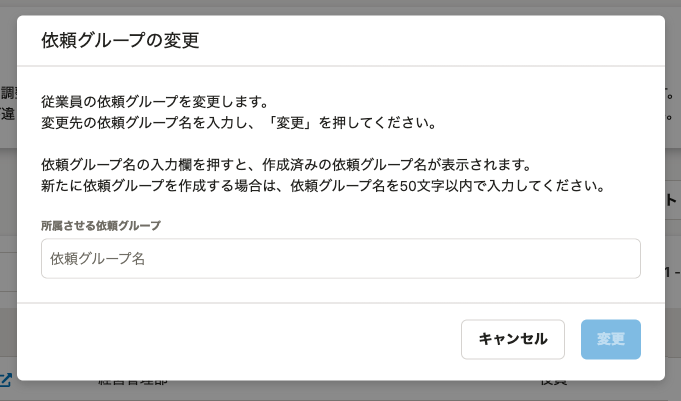 依頼グループの変更
従業員の依頼グループを変更します。
変更先の依頼グループ名を入力し、「変更」を押してください。
依頼グループ名の入力欄を押すと、作成済みの依頼グループ名が表示されます。
新たに依頼グループを作成する場合は、依頼グループ名を50文字以内で入力してください。
所属させる依頼グループ
依頼グループ名
キャンセル
変更